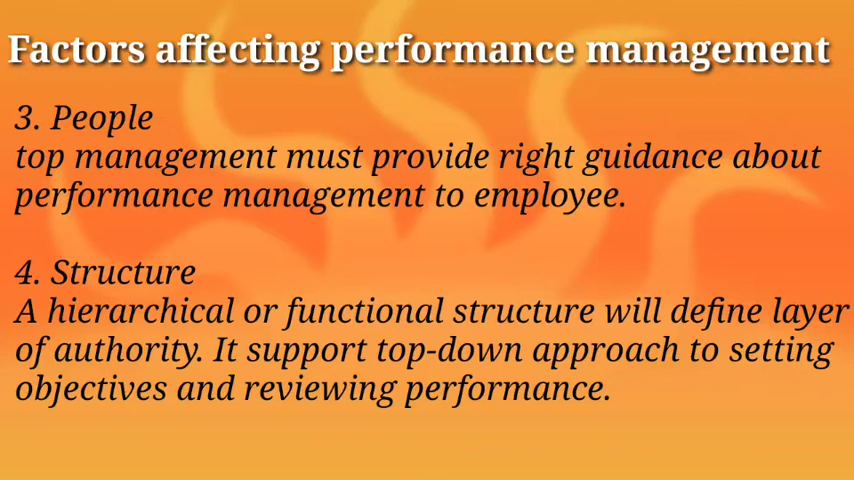 Factors affecting performance management
3. People
top management must provide right guidance about
performance management to employee.
4. Structure
A hierarchical or functional structure will define layer
of authority. It support top-down approach to setting
objectives and reviewing performance.